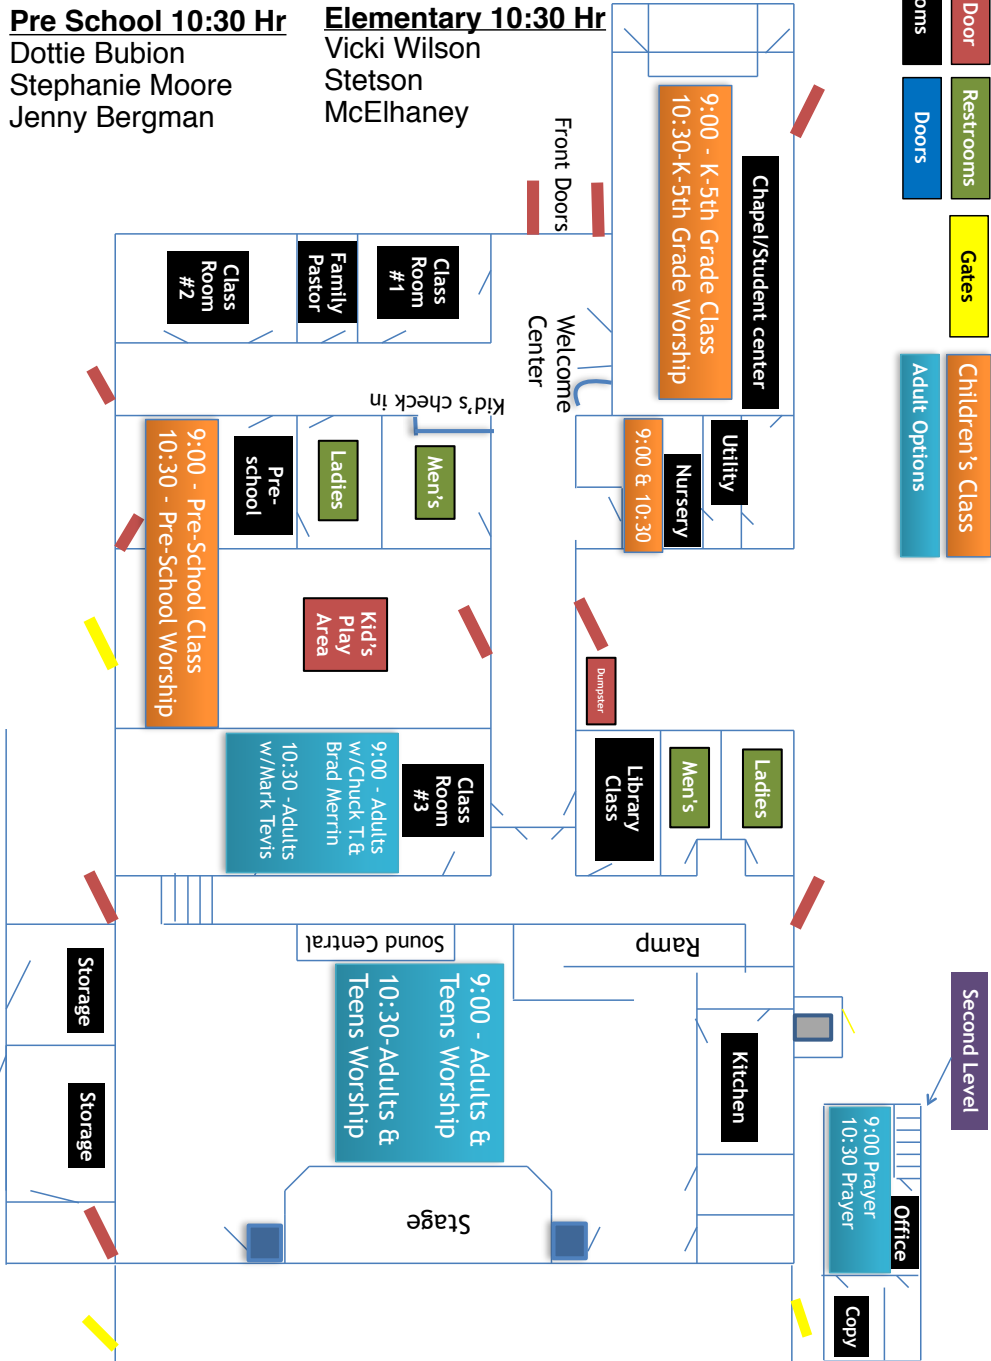 Pre School 10:30 Hr
Dottie Bubion
Stephanie Moore
Jenny Bergman
Elementary 10:30 Hr
Vicki Wilson
Stetson
McElhaney
Door
Restrooms
Gates
Children's Class
oms
Doors
Adult Options
Chapel/Student center
9:00 - K-5th Grade Class
10:30-K-5th Grade Worship
Front Doors
Class
Room
#1
Family
Pastor
Class
Room
#2
Welcome
Center
Kid's check in
Utility
Nursery
9:00 & 10:30
Men's
Ladies
Pre-
school
9:00 - Pre-School Class
10:30 - Pre-School Worship
Kid's
Play
Area
Dumpster
Ladies
Men's
Library
Class
Class
Room
#3
9:00 - Adults
w/Chuck T.&
Brad Merrin
10:30 -Adults
w/Mark Tevis
Sound Central
Ramp
Storage
Storage
9:00 - Adults &
Teens Worship
10:30-Adults &
Teens Worship
Kitchen
Stage
Second Level
9:00 Prayer
10:30 Prayer
Office
Copy